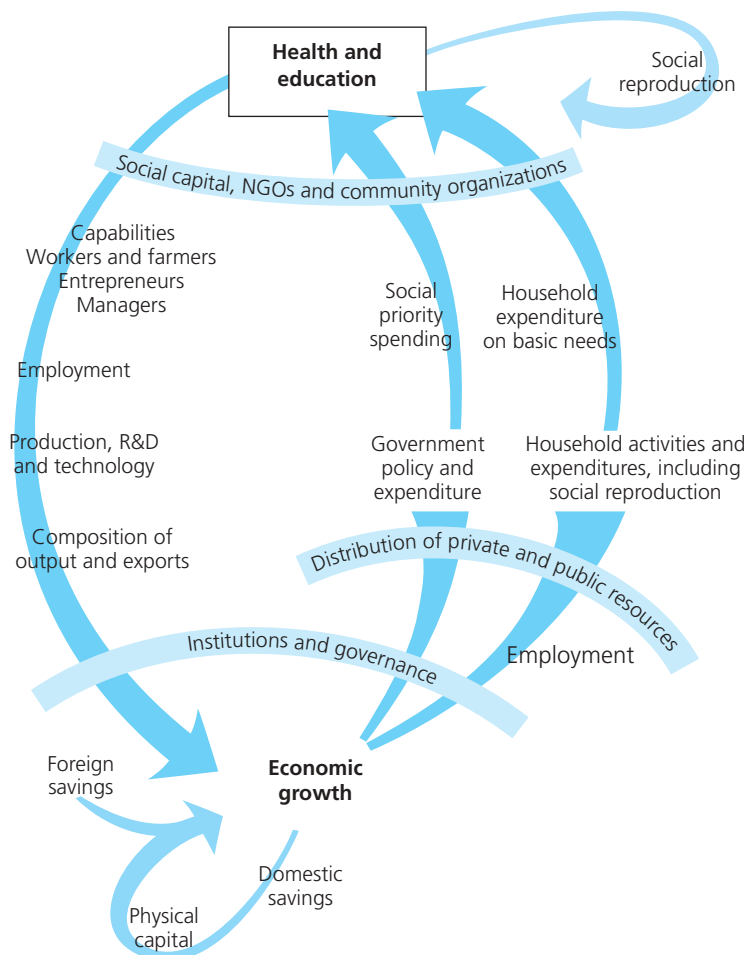 Health and
education
Social
reproduction
Social capital, NGOs and community organizations
Capabilities
Workers and farmers
Entrepreneurs
Managers
Social
priority
spending
Household
expenditure
on basic needs
Employment
Production, R&D
and technology
Government
policy and
expenditure
Household activities and
expenditures, including
social reproduction
Composition of
output and exports
Distribution of private and public resources
Institutions and governance
Employment
Foreign
savings
Economic
growth
Domestic
savings
Physical
capital